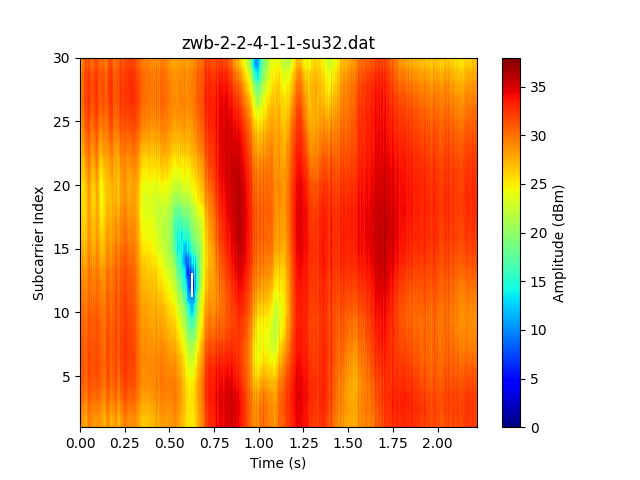 zwb-2-2-4-1-1-su32.dat
30
25
20
15
10
5
Subcarrier Index
0.00 0.25 0.50 0.75 1.00 1.25 1.50 1.75 2.00
Time (s)
35
30
25
20
15
10
5
0
Amplitude (dBm)